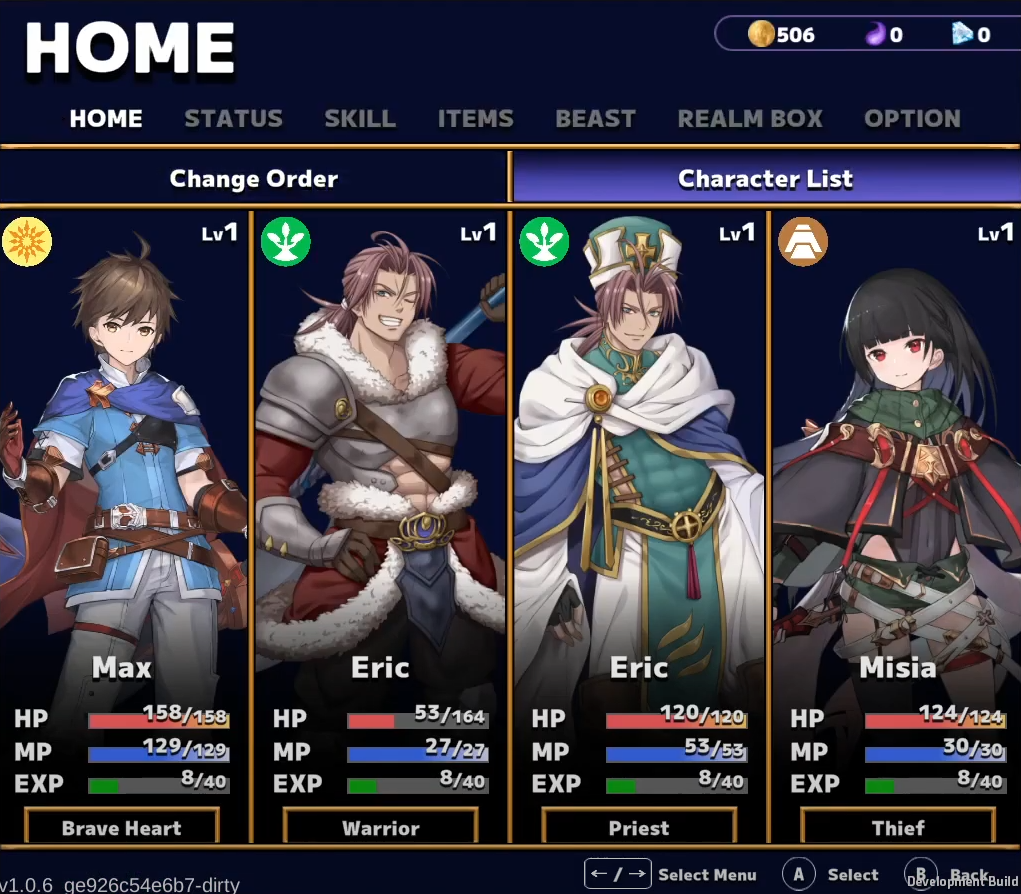 HOME
506 0 0
HOME STATUS SKILL ITEMS BEAST REALM BOX OPTION
Change Order Character List
Lv1 Lv1 Lv1 Lv1
Max Eric Eric Misia
HP 158/158 HP 53/164 HP 120/120 HP 124/124
MP 129/129 MP 27/27 MP 53/53 MP 30/30
EXP 8/40 EXP 8/40 EXP 8/40 EXP 8/40
Brave Heart Warrior Priest Thief
←/→ Select Menu A Select B Back
v1.0.6 ge926c54e6b7-dirty Development Build